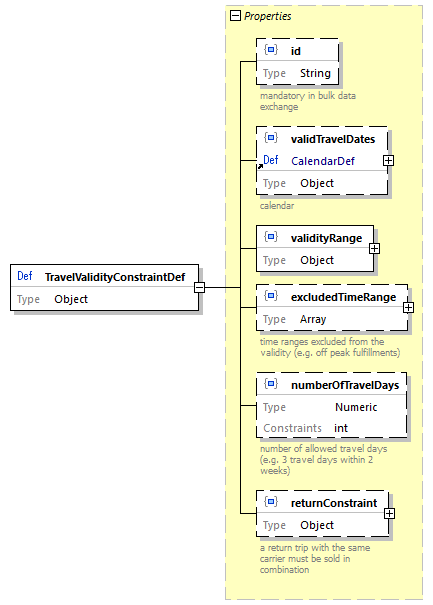 Properties
id
Type String
mandatory in bulk data
exchange
validTravelDates
Def CalendarDef
Type Object
calendar
validityRange
Type Object
Def TravelValidityConstraintDef
Type Object
excludedTimeRange
Type Array
time ranges excluded from the
validity (e.g. off peak fulfillments)
numberOfTravelDays
Type Numeric
Constraints int
number of allowed travel days
(e.g. 3 travel days within 2
weeks)
returnConstraint
Type Object
a return trip with the same
carrier must be sold in
combination